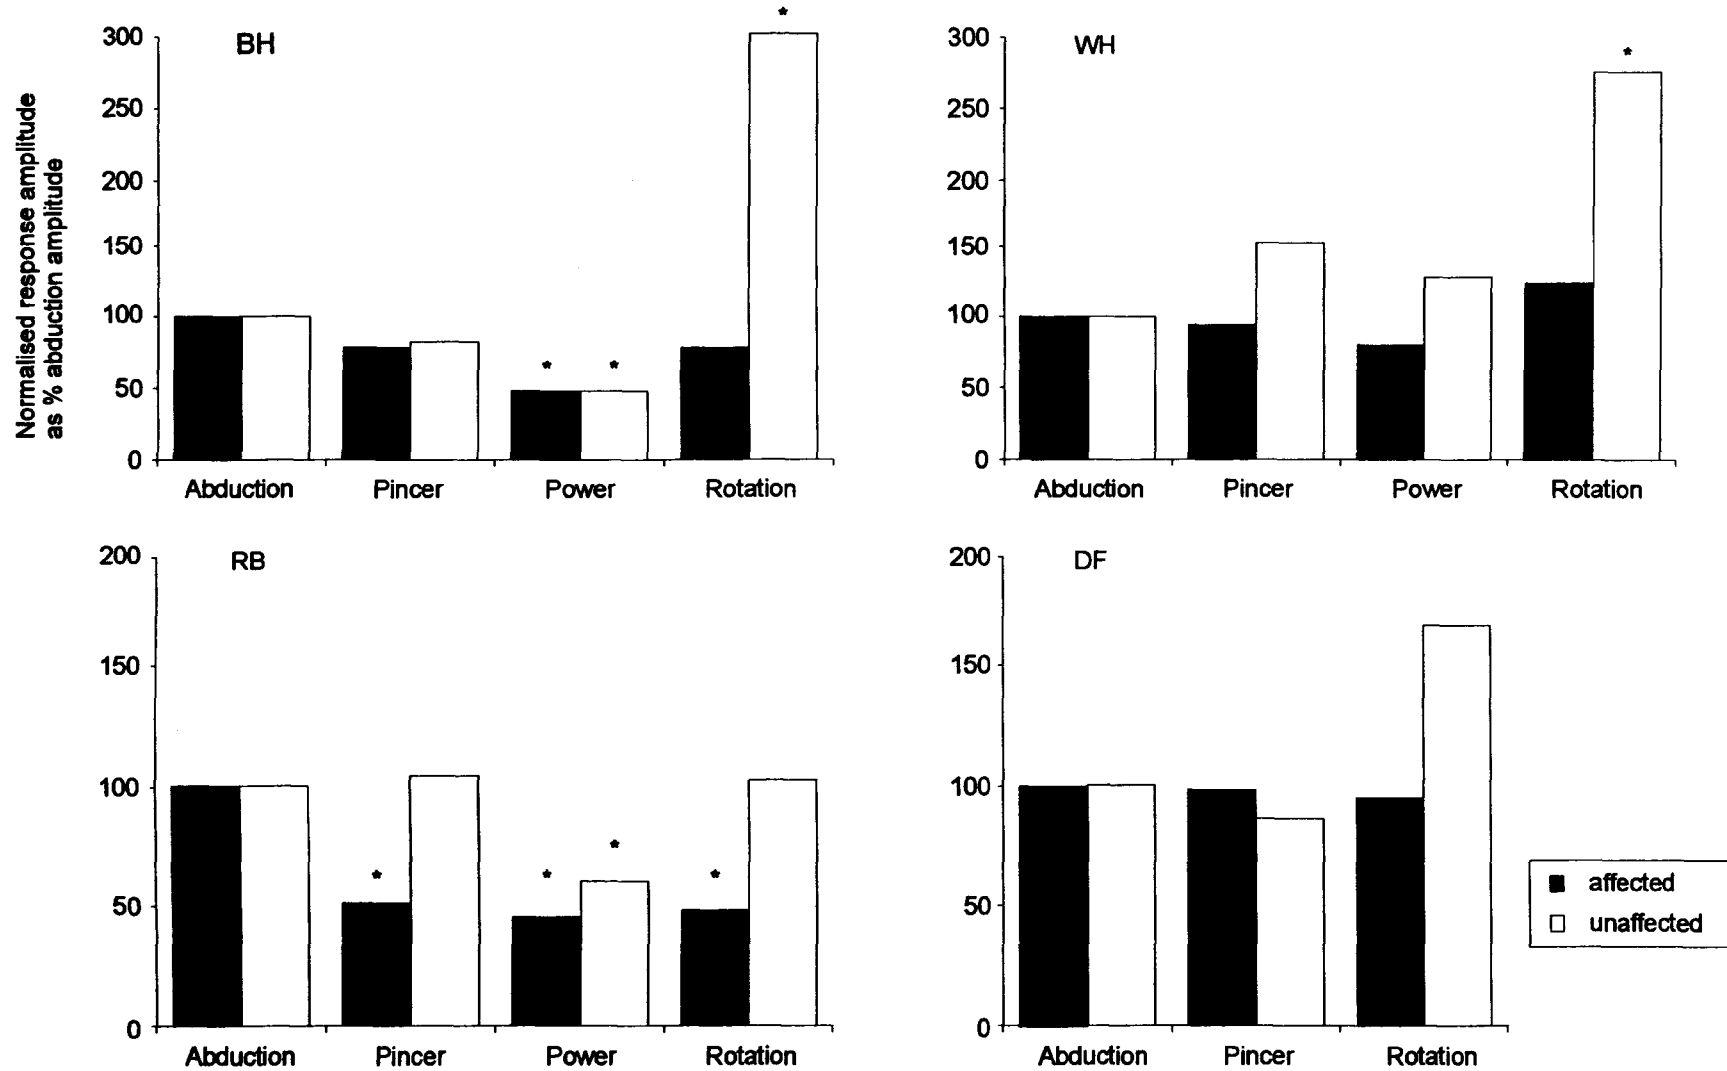 Normalised response amplitude
as % abduction amplitude
BH
300
250
200
150
100
50
0
*
* *
Abduction Pincer Power Rotation
WH
300
250
200
150
100
50
0
*
Abduction Pincer Power Rotation
RB
200
150
100
50
0
* * * *
Abduction Pincer Power Rotation
DF
200
150
100
50
0
Abduction Pincer Rotation
affected
unaffected